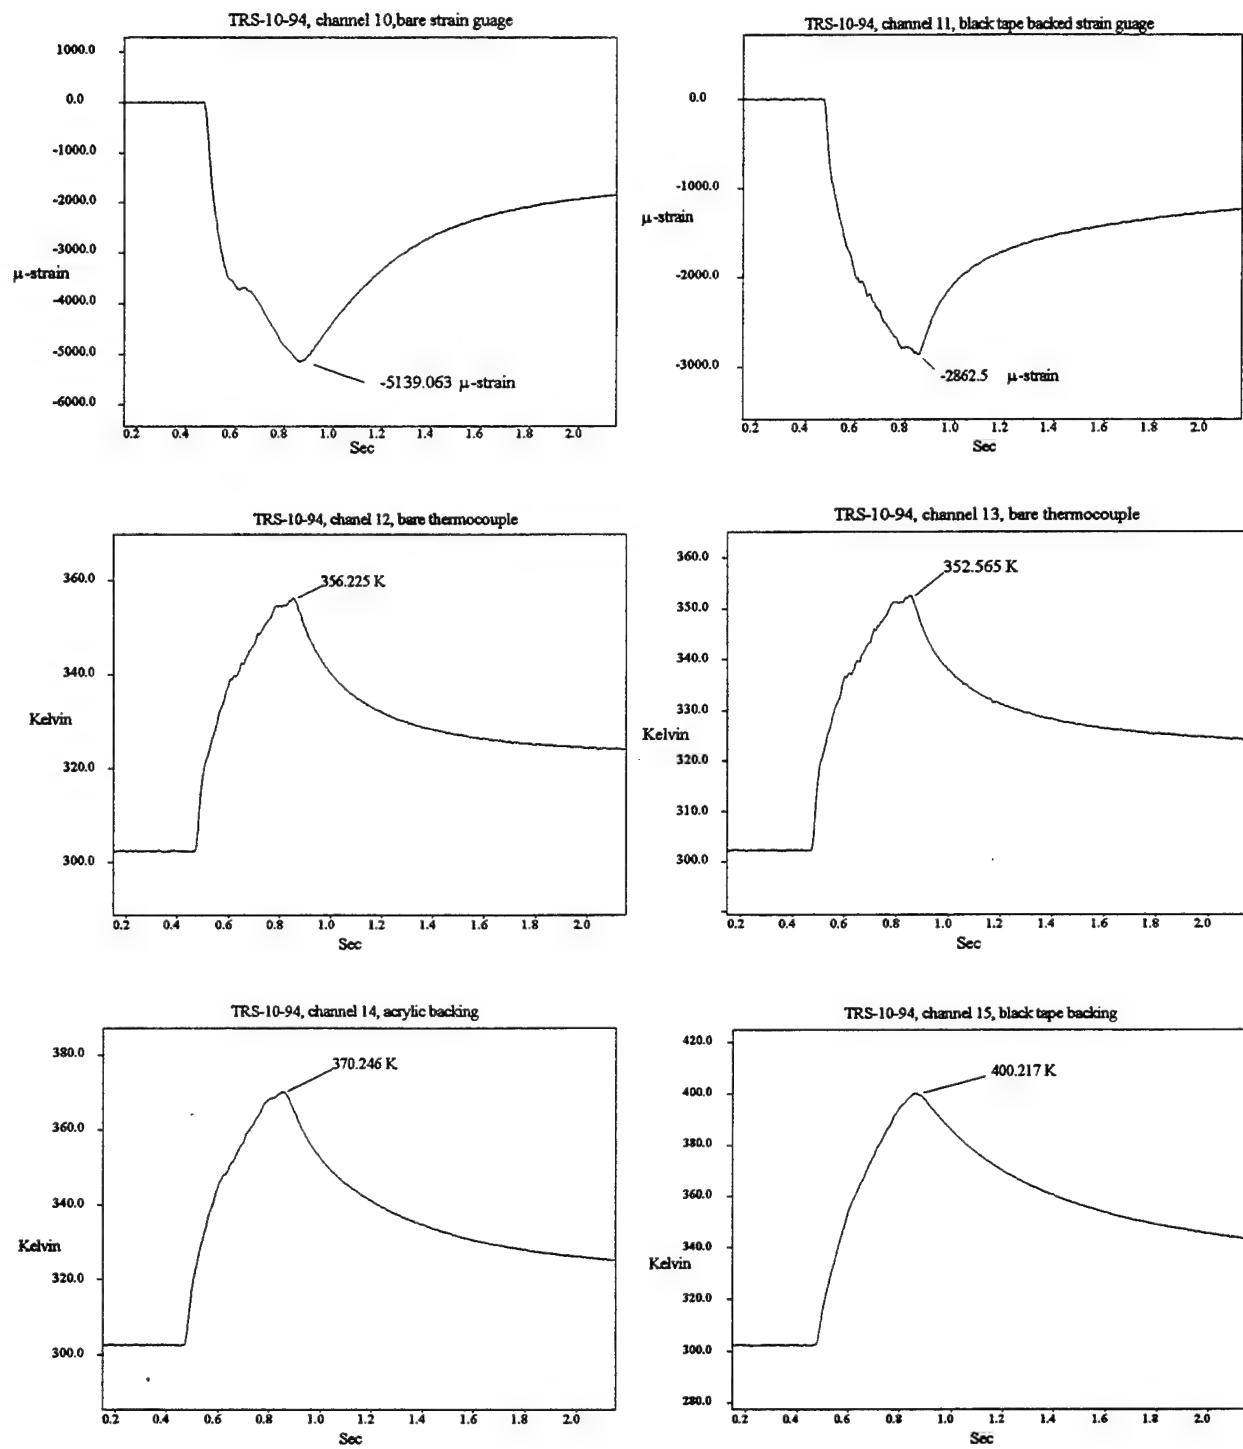 TRS-10-94, channel 10,bare strain guage
1000.0
0.0
-1000.0
-2000.0
-3000.0
μ-strain
-4000.0
-5000.0
-6000.0
-5139.063 μ-strain
0.2 0.4 0.6 0.8 1.0 1.2 1.4 1.6 1.8 2.0
Sec
TRS-10-94, channel 11, black tape backed strain guage
0.0
-1000.0
μ-strain
-2000.0
-3000.0
-2862.5 μ-strain
0.2 0.4 0.6 0.8 1.0 1.2 1.4 1.6 1.8 2.0
Sec
TRS-10-94, chanel 12, bare thermocouple
360.0
356.225 K
340.0
Kelvin
320.0
300.0
0.2 0.4 0.6 0.8 1.0 1.2 1.4 1.6 1.8 2.0
Sec
TRS-10-94, channel 13, bare thermocouple
360.0
352.565 K
350.0
340.0
330.0
Kelvin
320.0
310.0
300.0
290.0
0.2 0.4 0.6 0.8 1.0 1.2 1.4 1.6 1.8 2.0
Sec
TRS-10-94, channel 14, acrylic backing
380.0
370.246 K
360.0
340.0
Kelvin
320.0
300.0
0.2 0.4 0.6 0.8 1.0 1.2 1.4 1.6 1.8 2.0
Sec
TRS-10-94, channel 15, black tape backing
420.0
400.217 K
400.0
380.0
360.0
340.0
Kelvin
320.0
300.0
280.0
0.2 0.4 0.6 0.8 1.0 1.2 1.4 1.6 1.8 2.0
Sec